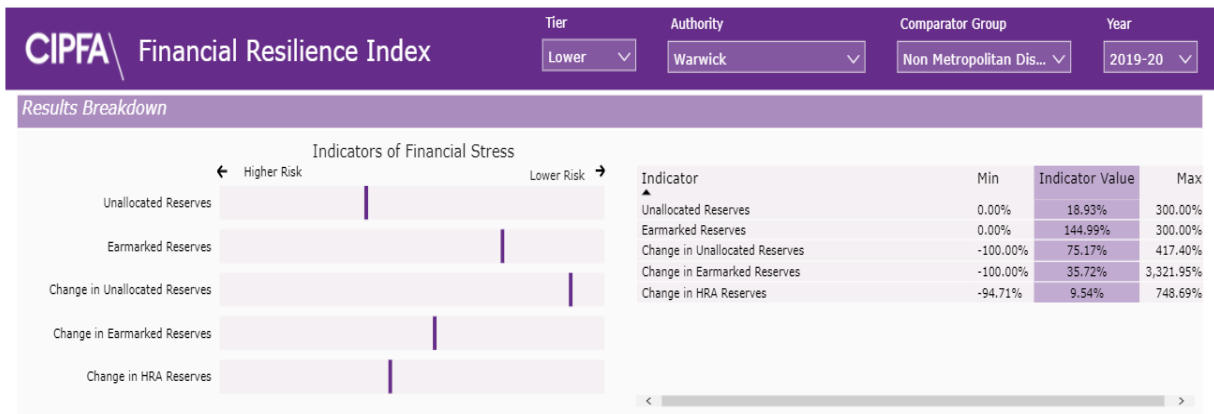 CIPFA\ Financial Resilience Index
Tier
Lower
Authority
Warwick
Comparator Group
Non Metropolitan Dis...
Year
2019-20
Results Breakdown
Indicators of Financial Stress
Higher Risk
Lower Risk
Unallocated Reserves
Earmarked Reserves
Change in Unallocated Reserves
Change in Earmarked Reserves
Change in HRA Reserves
Indicator Min Indicator Value Max
Unallocated Reserves 0.00% 18.93% 300.00%
Earmarked Reserves 0.00% 144.99% 300.00%
Change in Unallocated Reserves -100.00% 75.17% 417.40%
Change in Earmarked Reserves -100.00% 35.72% 3,321.95%
Change in HRA Reserves -94.71% 9.54% 748.69%